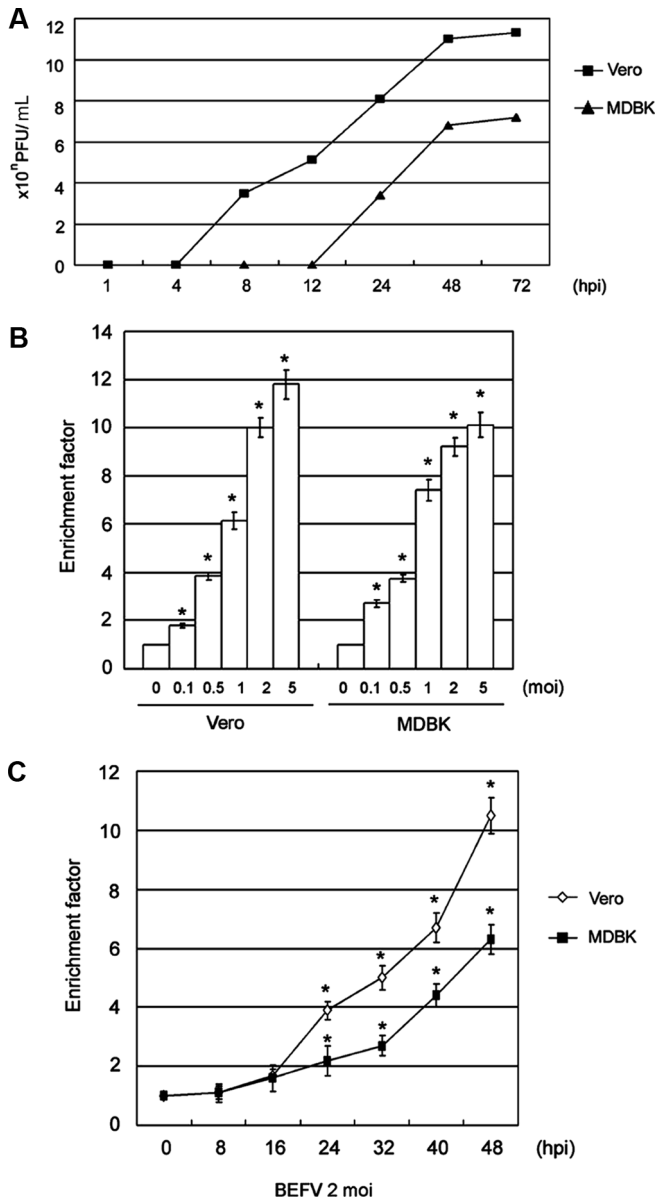 A
12
10
8
6
4
2
0
x10ⁿPFU/mL
Vero
MDBK
1 4 8 12 24 48 72 (hpi)
B
14
12
10
8
6
4
2
0
Enrichment factor
* * * * * * * * * *
0 0.1 0.5 1 2 5 0 0.1 0.5 1 2 5 (moi)
Vero MDBK
C
12
10
8
6
4
2
0
Enrichment factor
* * * * * * * *
Vero
MDBK
0 8 16 24 32 40 48 (hpi)
BEFV 2 moi